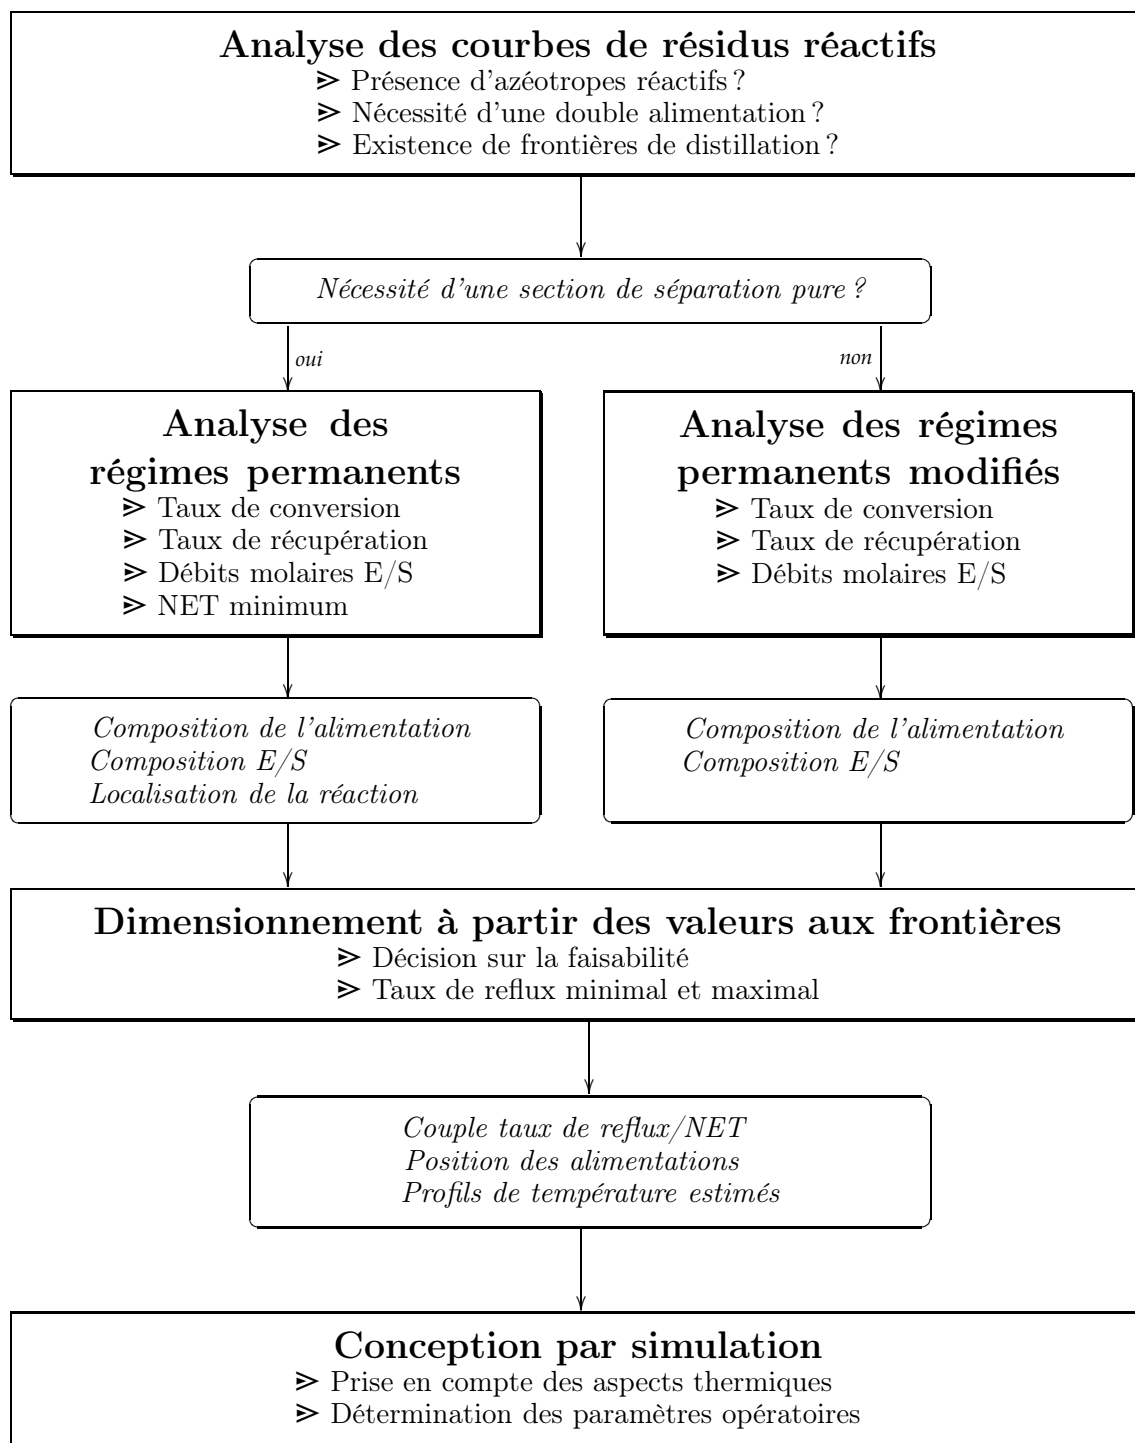 Analyse des courbes de résidus réactifs
⪢ Présence d'azéotropes réactifs ?
⪢ Nécessité d'une double alimentation ?
⪢ Existence de frontières de distillation ?
Nécessité d'une section de séparation pure ?
oui
non
Analyse des
régimes permanents
⪢ Taux de conversion
⪢ Taux de récupération
⪢ Débits molaires E/S
⪢ NET minimum
Analyse des régimes
permanents modifiés
⪢ Taux de conversion
⪢ Taux de récupération
⪢ Débits molaires E/S
Composition de l'alimentation
Composition E/S
Localisation de la réaction
Composition de l'alimentation
Composition E/S
Dimensionnement à partir des valeurs aux frontières
⪢ Décision sur la faisabilité
⪢ Taux de reflux minimal et maximal
Couple taux de reflux/NET
Position des alimentations
Profils de température estimés
Conception par simulation
⪢ Prise en compte des aspects thermiques
⪢ Détermination des paramètres opératoires